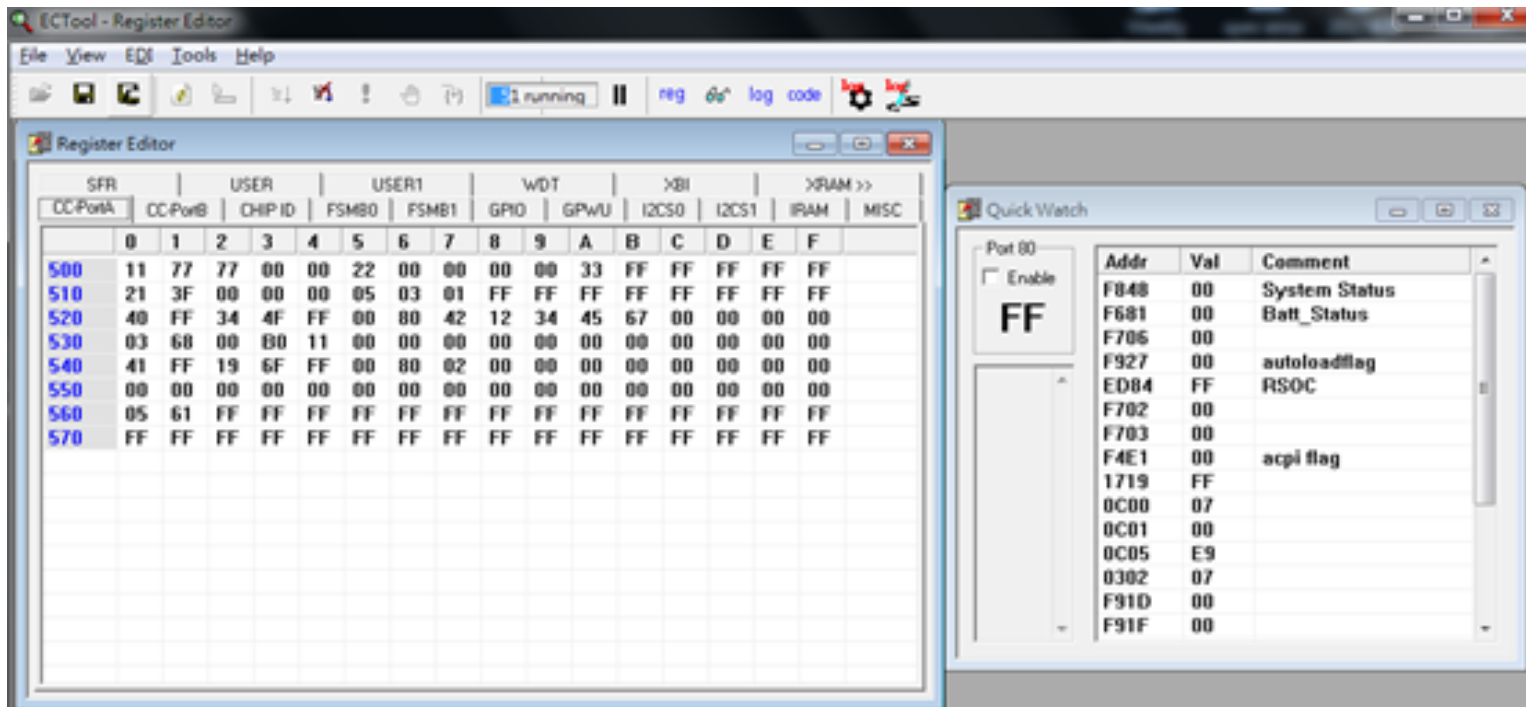 ECTool - Register Editor
File View EDI Tools Help
1 running reg log code
Register Editor
SFR USER USER1 WDT XBI XRAM >>
CC-PortA CC-PortB CHIP ID FSMB0 FSMB1 GPIO GPWU I2CS0 I2CS1 IRAM MISC
0 1 2 3 4 5 6 7 8 9 A B C D E F
500 11 77 77 00 00 22 00 00 00 00 33 FF FF FF FF FF
510 21 3F 00 00 00 05 03 01 FF FF FF FF FF FF FF FF
520 40 FF 34 4F FF 00 80 42 12 34 45 67 00 00 00 00
530 03 68 00 B0 11 00 00 00 00 00 00 00 00 00 00 00
540 41 FF 19 6F FF 00 80 02 00 00 00 00 00 00 00 00
550 00 00 00 00 00 00 00 00 00 00 00 00 00 00 00 00
560 05 61 FF FF FF FF FF FF FF FF FF FF FF FF FF FF
570 FF FF FF FF FF FF FF FF FF FF FF FF FF FF FF FF
Quick Watch
Port 80
Enable
FF
Addr Val Comment
F848 00 System Status
F681 00 Batt_Status
F706 00
F927 00 autoloadflag
ED84 FF RSOC
F702 00
F703 00
F4E1 00 acpi flag
1719 FF
0C00 07
0C01 00
0C05 E9
0302 07
F91D 00
F91F 00